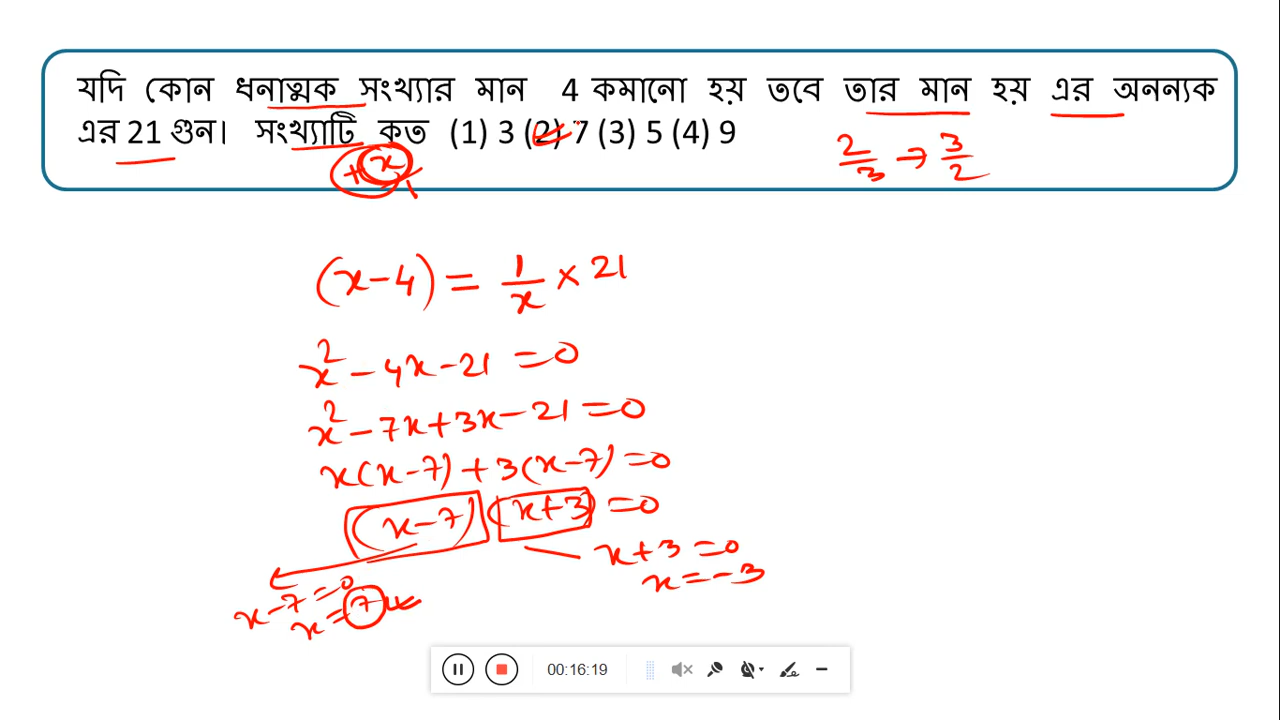 যদি কোন ধনাত্মক সংখ্যার মান 4 কমানো হয় তবে তার মান হয় এর অনন্যক
এর 21 গুন। সংখ্যাটি কত (1) 3 (2) 7 (3) 5 (4) 9
+x/1
2/3 → 3/2
(x-4) = 1/x × 21
x² - 4x - 21 = 0
x² - 7x + 3x - 21 = 0
x(x-7) + 3(x-7) = 0
(x-7) (x+3) = 0
x+3 = 0
x = -3
x-7 = 0
x = 7
00:16:19